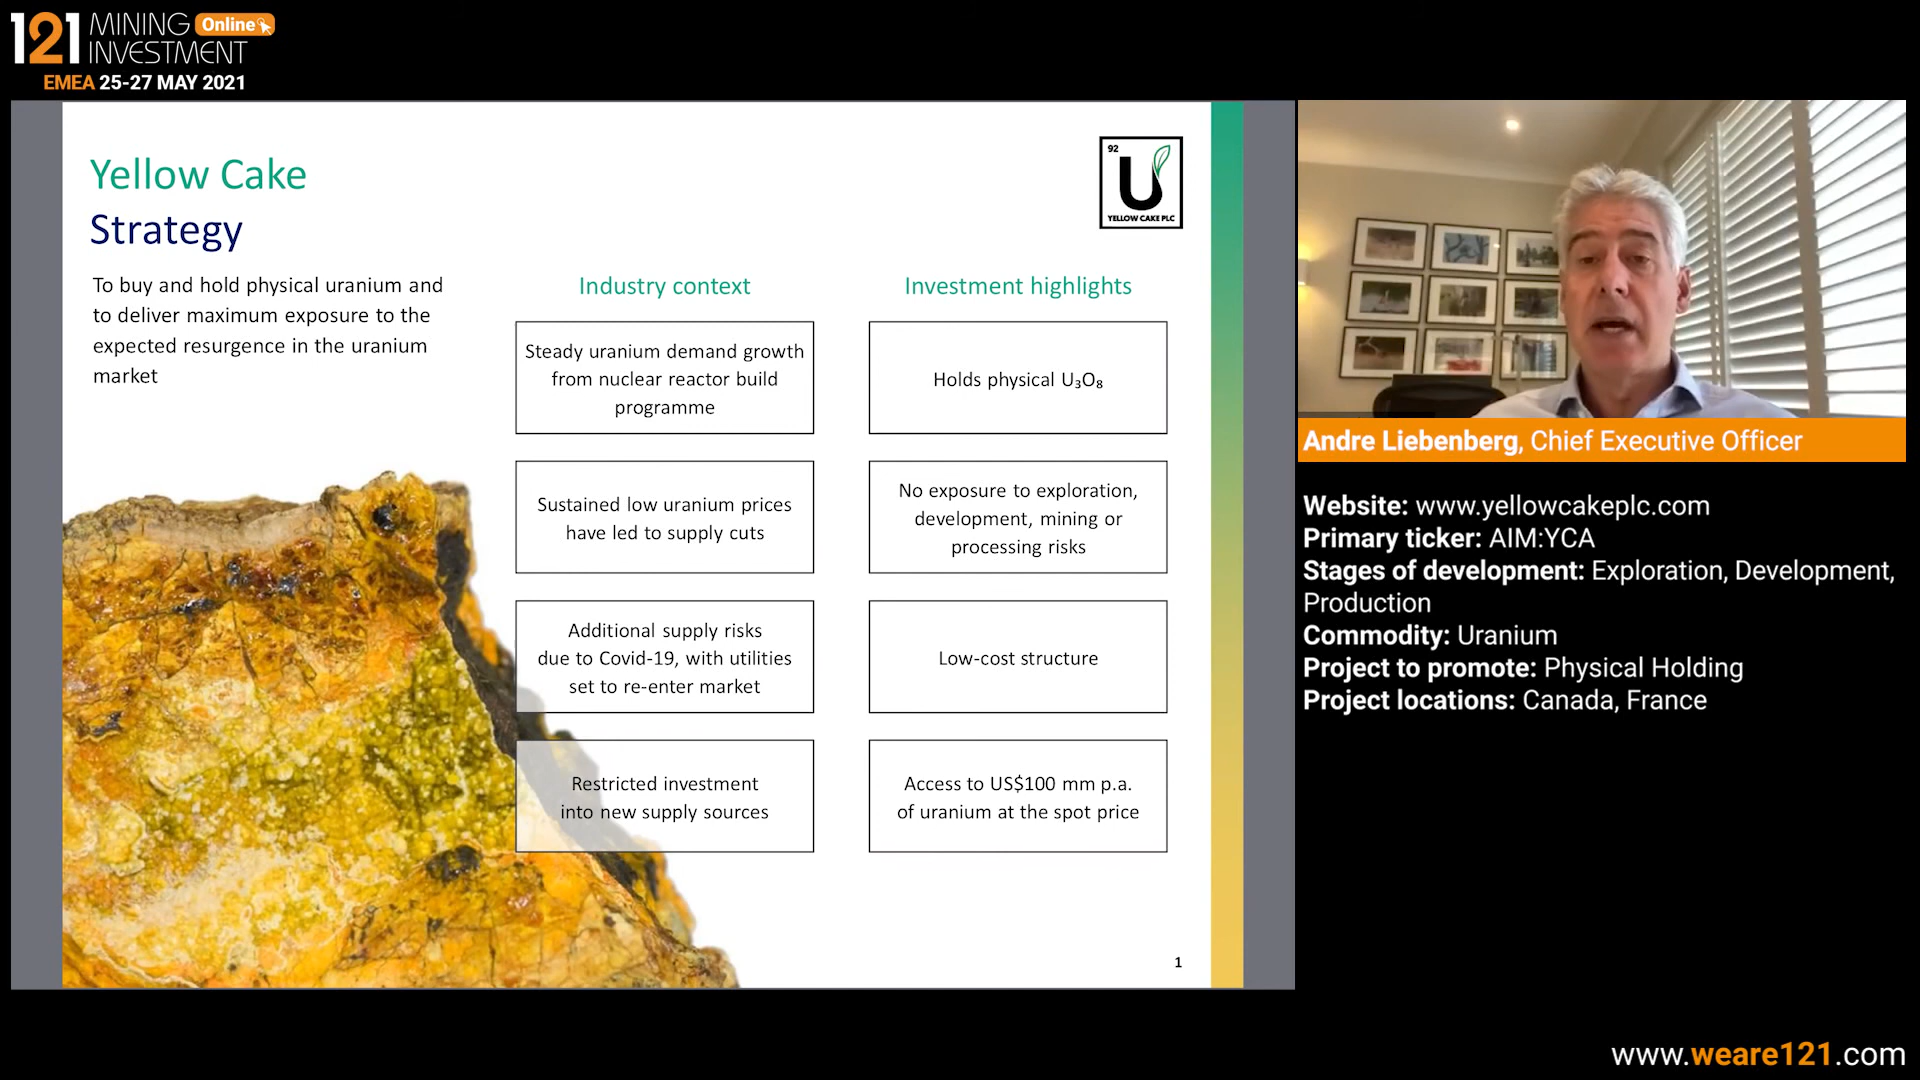 121 MINING Online
INVESTMENT
EMEA 25-27 MAY 2021
Yellow Cake
Strategy
92
U
YELLOW CAKE PLC
To buy and hold physical uranium and
to deliver maximum exposure to the
expected resurgence in the uranium
market
Industry context
Steady uranium demand growth
from nuclear reactor build
programme
Sustained low uranium prices
have led to supply cuts
Additional supply risks
due to Covid-19, with utilities
set to re-enter market
Restricted investment
into new supply sources
Investment highlights
Holds physical U₃O₈
No exposure to exploration,
development, mining or
processing risks
Low-cost structure
Access to US$100 mm p.a.
of uranium at the spot price
1
Andre Liebenberg, Chief Executive Officer
Website: www.yellowcakeplc.com
Primary ticker: AIM:YCA
Stages of development: Exploration, Development,
Production
Commodity: Uranium
Project to promote: Physical Holding
Project locations: Canada, France
www.weare121.com